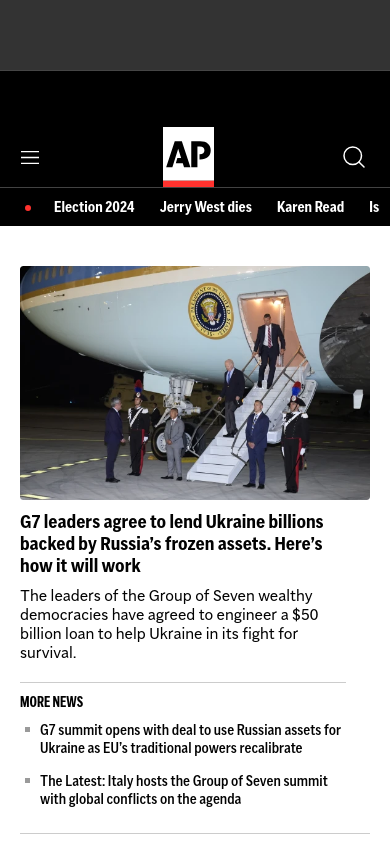 AP
Election 2024 Jerry West dies Karen Read Is
G7 leaders agree to lend Ukraine billions
backed by Russia's frozen assets. Here's
how it will work
The leaders of the Group of Seven wealthy
democracies have agreed to engineer a $50
billion loan to help Ukraine in its fight for
survival.
MORE NEWS
G7 summit opens with deal to use Russian assets for
Ukraine as EU's traditional powers recalibrate
The Latest: Italy hosts the Group of Seven summit
with global conflicts on the agenda